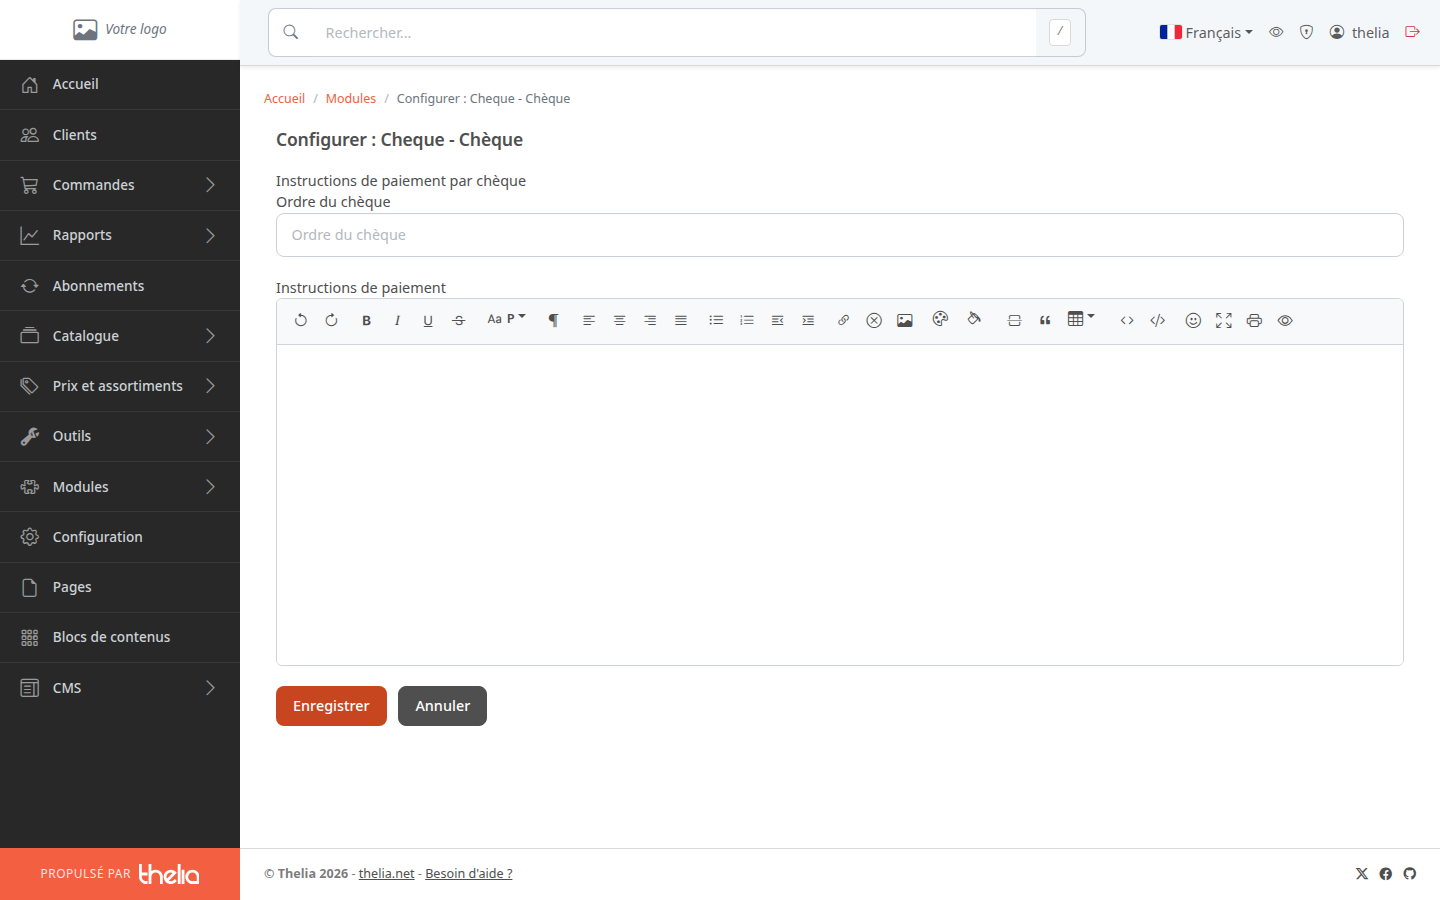 Votre logo
Rechercher...
/
Français
thelia
Accueil
Clients
Commandes
Rapports
Abonnements
Catalogue
Prix et assortiments
Outils
Modules
Configuration
Pages
Blocs de contenus
CMS
PROPULSÉ PAR thelia
Accueil / Modules / Configurer : Cheque - Chèque
Configurer : Cheque - Chèque
Instructions de paiement par chèque
Ordre du chèque
Ordre du chèque
Instructions de paiement
B I U S Aa P ¶
Enregistrer Annuler
© Thelia 2026 - thelia.net - Besoin d'aide ?